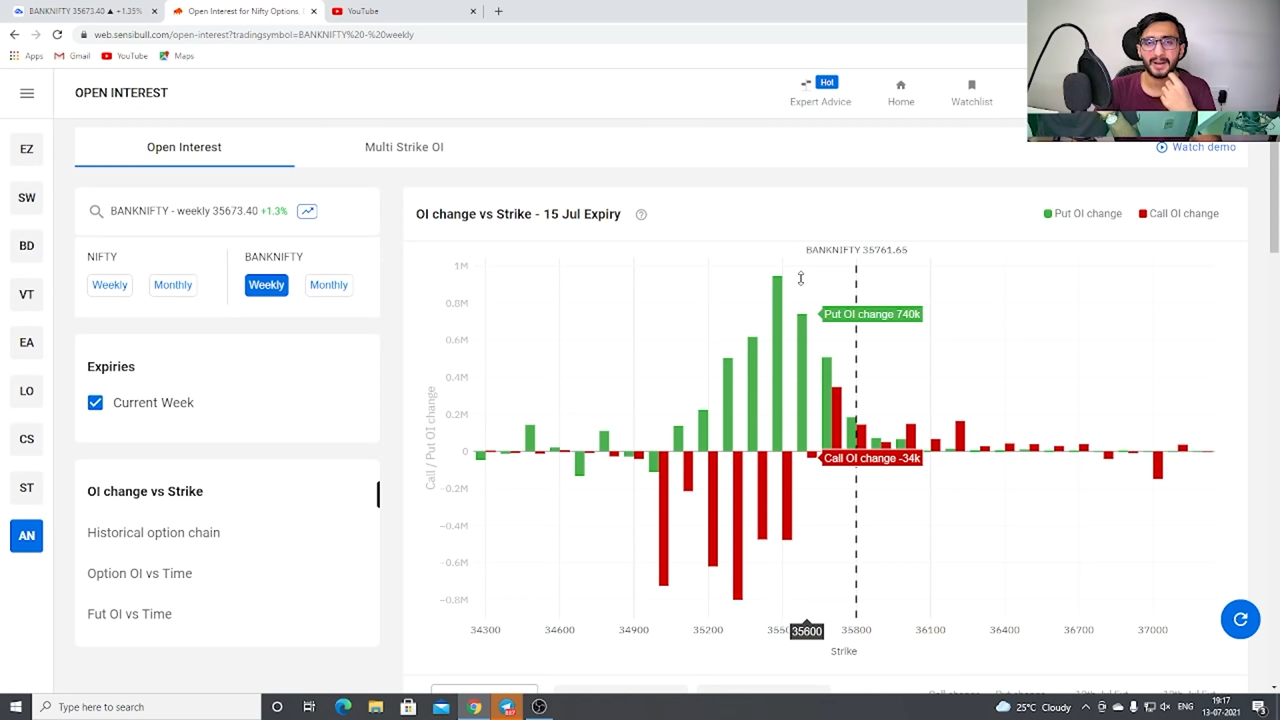 BANKNIFTY 35673.40 ▲ +1.35%
Open Interest for Nifty Options,
YouTube
web.sensibull.com/open-interest?tradingsymbol=BANKNIFTY%20-%20weekly
Apps Gmail YouTube Maps
OPEN INTEREST
Hot
Expert Advice Home Watchlist
Open Interest Multi Strike OI
Watch demo
EZ
SW
BD
VT
EA
LO
CS
ST
AN
BANKNIFTY - weekly 35673.40 +1.3%
NIFTY BANKNIFTY
Weekly Monthly Weekly Monthly
Expiries
Current Week
OI change vs Strike
Historical option chain
Option OI vs Time
Fut OI vs Time
OI change vs Strike - 15 Jul Expiry
Put OI change Call OI change
BANKNIFTY 35761.65
1M
0.8M
0.6M
0.4M
0.2M
0
−0.2M
−0.4M
−0.6M
−0.8M
Call / Put OI change
Put OI change 740k
Call OI change -34k
34300 34600 34900 35200 35600 35800 36100 36400 36700 37000
Strike
Type here to search
25°C Cloudy
ENG
19:17
13-07-2021